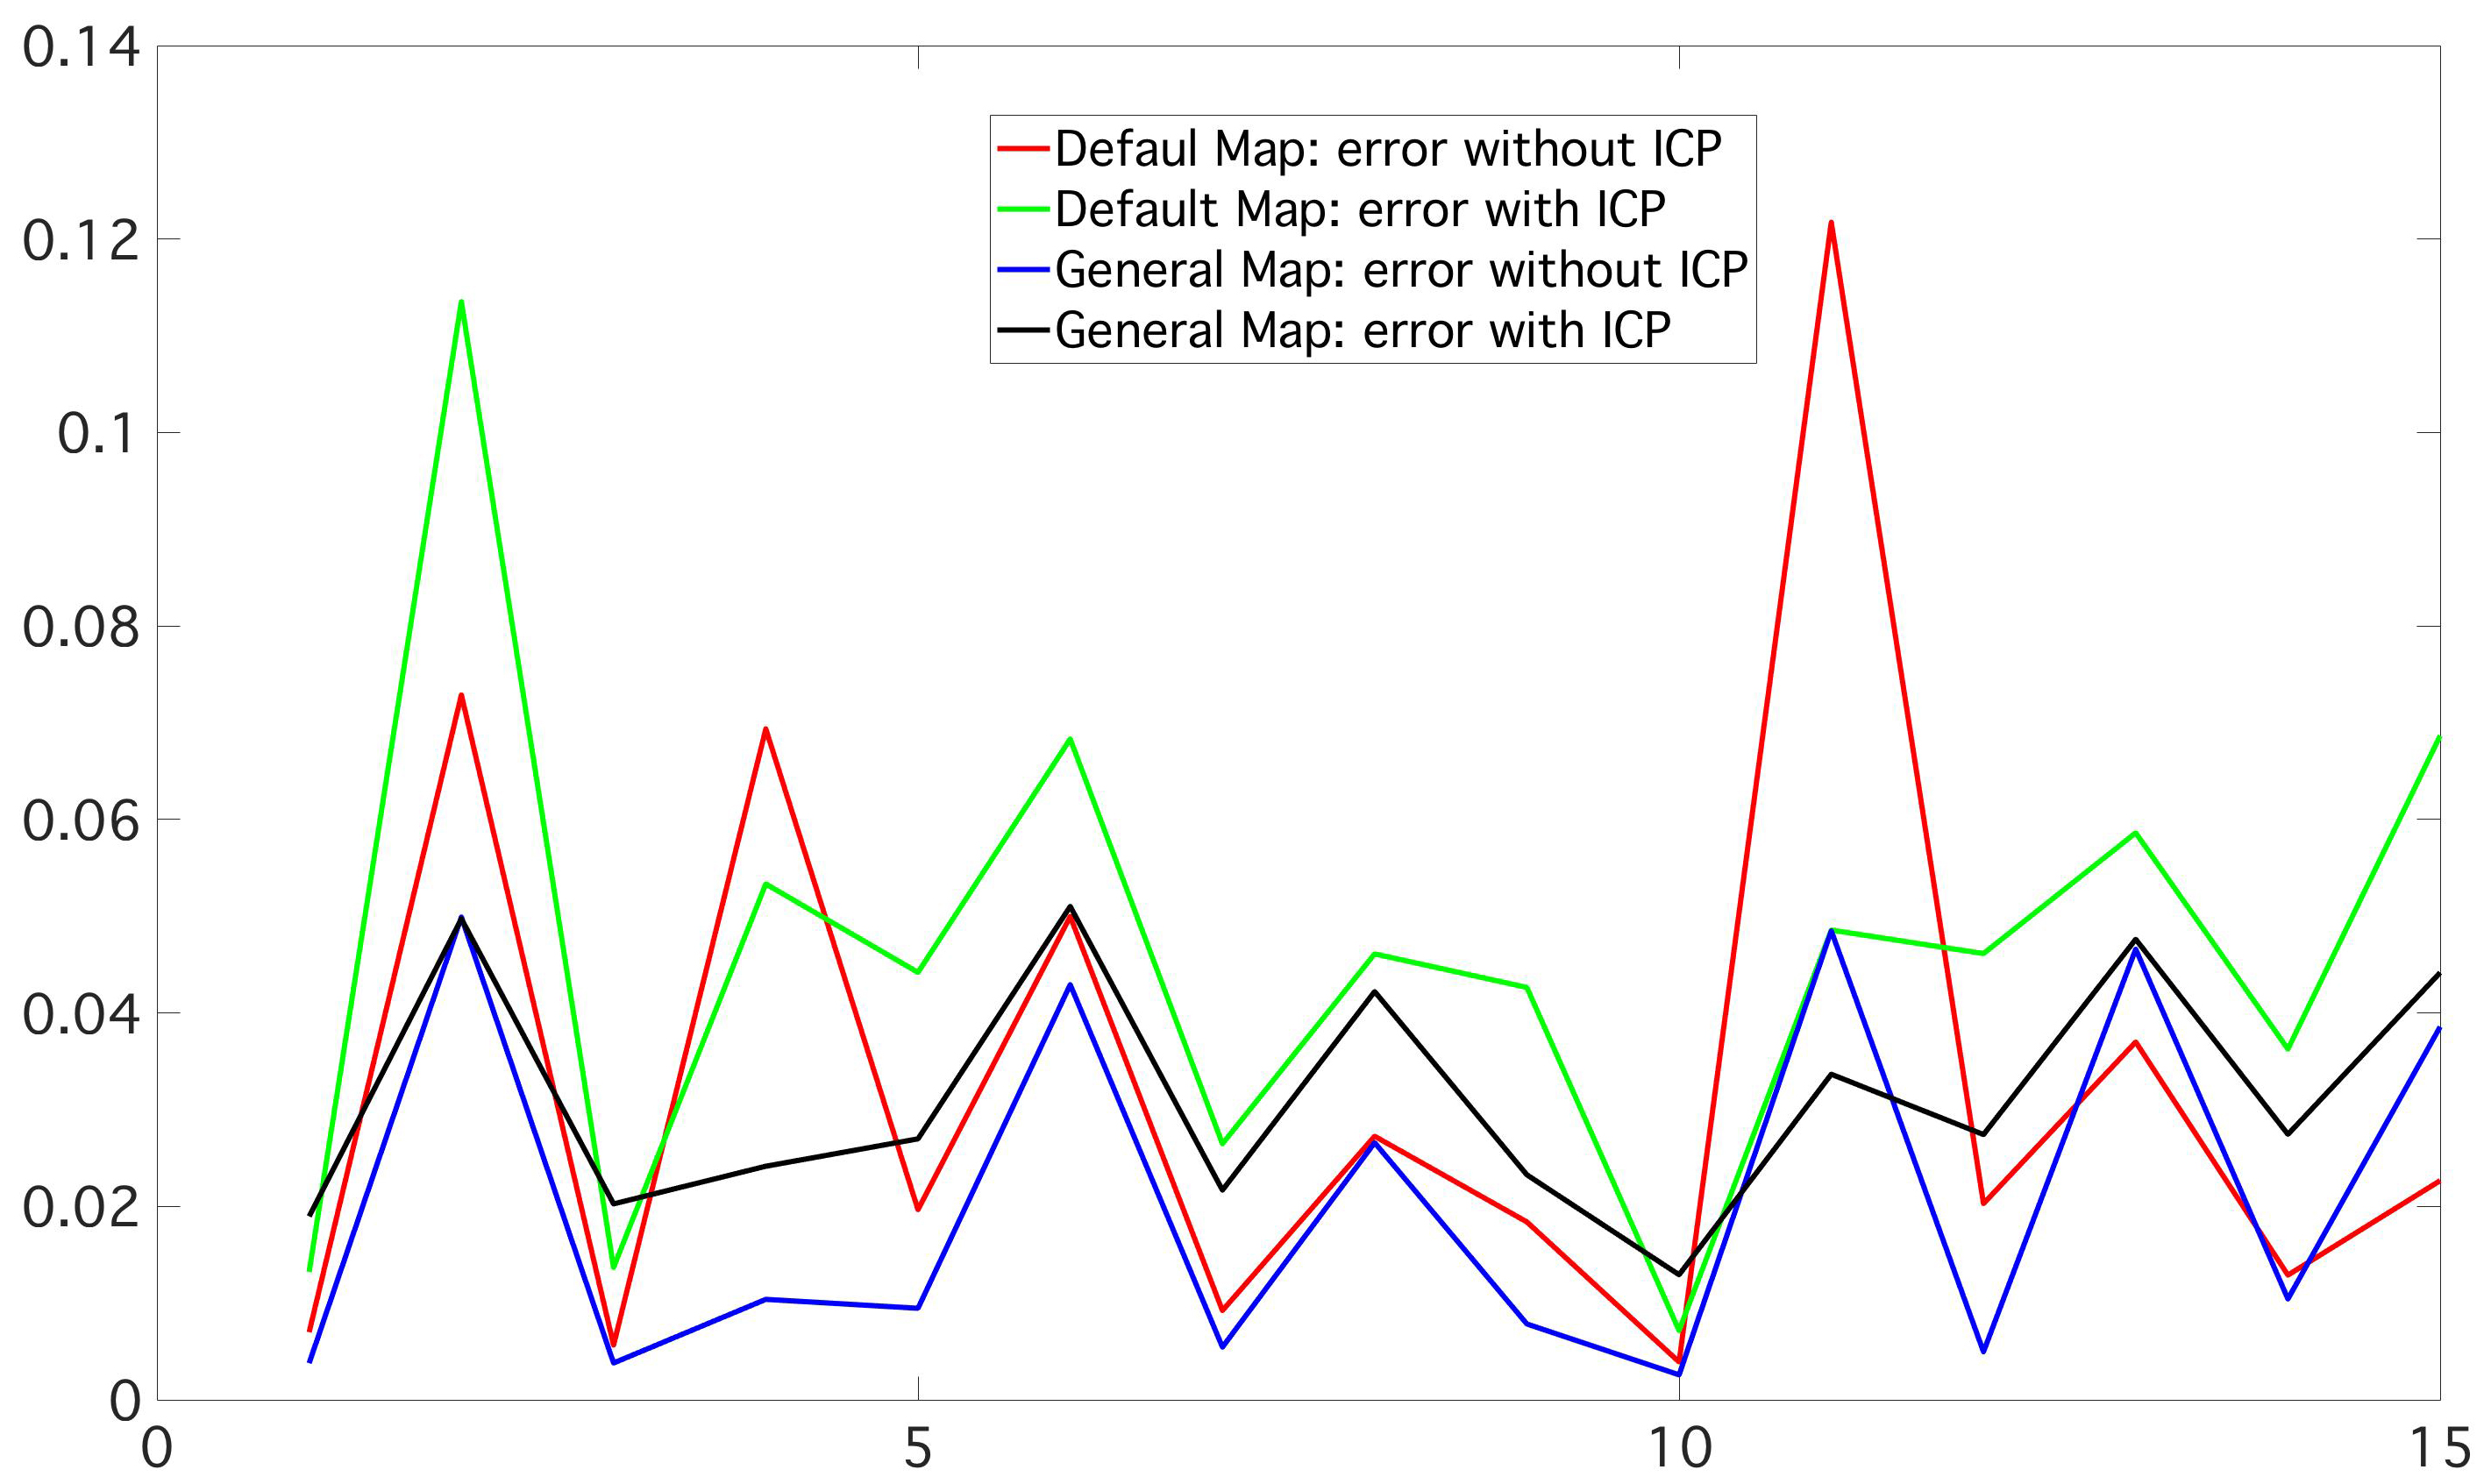 0.14
0.12
0.1
0.08
0.06
0.04
0.02
0
Defaul Map: error without ICP
Default Map: error with ICP
General Map: error without ICP
General Map: error with ICP
0 5 10 15